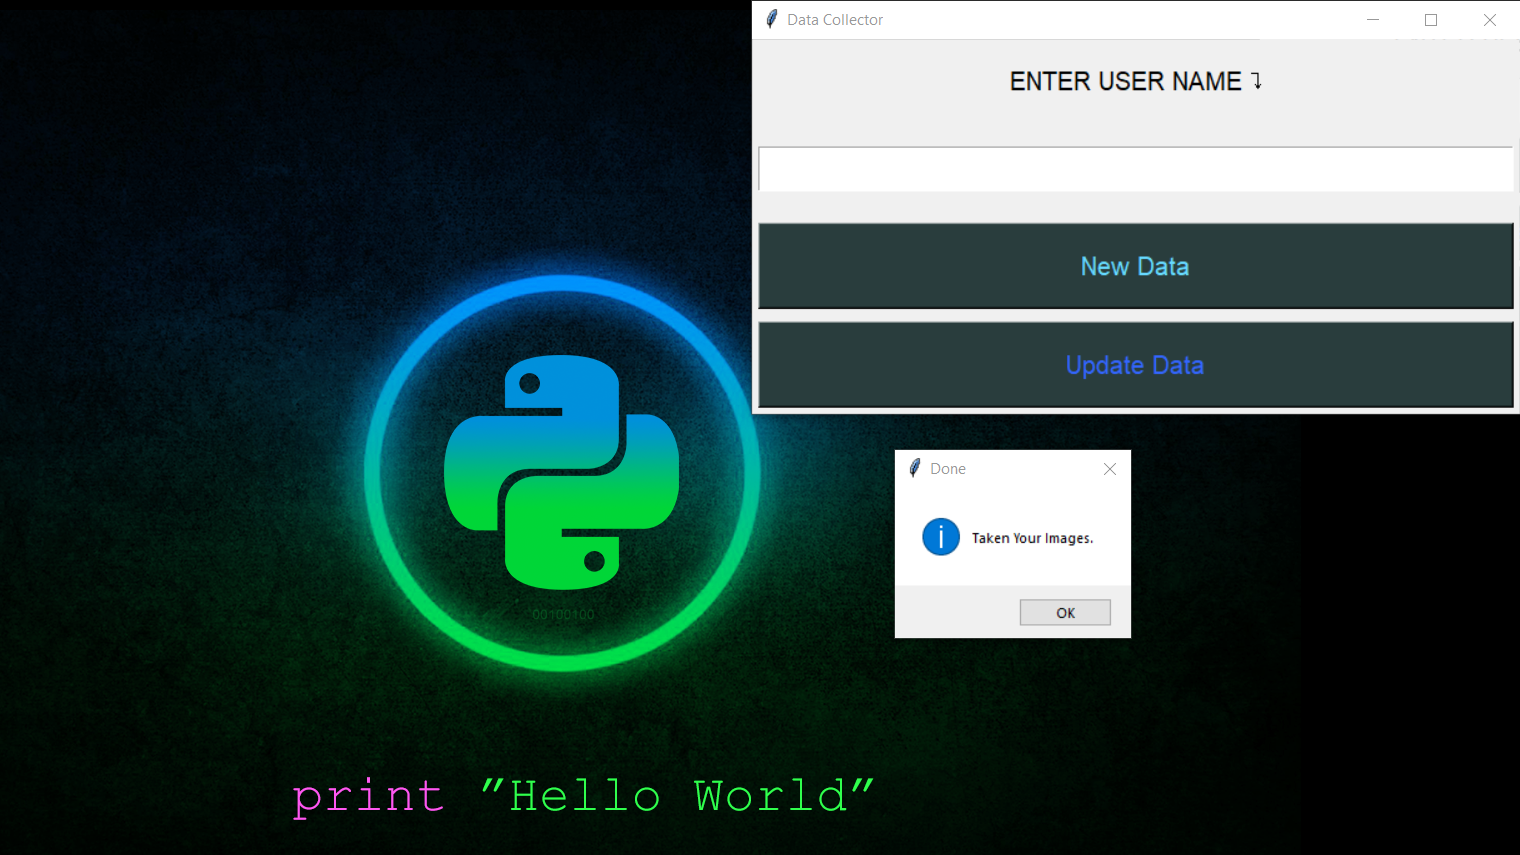 Data Collector
ENTER USER NAME ⤵
New Data
Update Data
Done
i
Taken Your Images.
OK
00100100
print "Hello World"